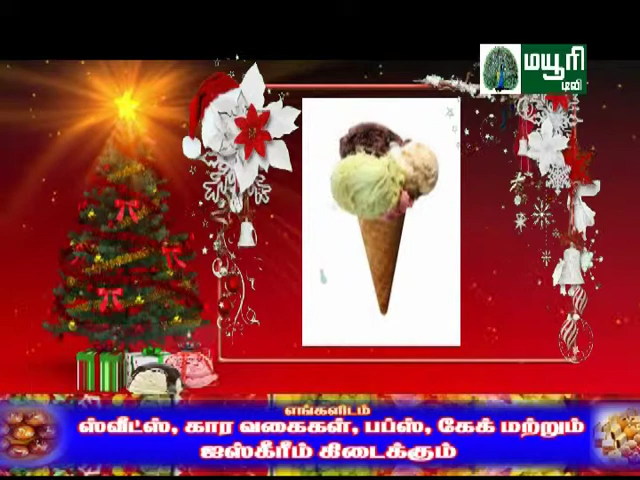 மயூரி
டிவி
எங்களிடம்
ஸ்வீட்ஸ், கார வகைகள், பப்ஸ், கேக் மற்றும்
ஐஸ்கிரீம் கிடைக்கும்